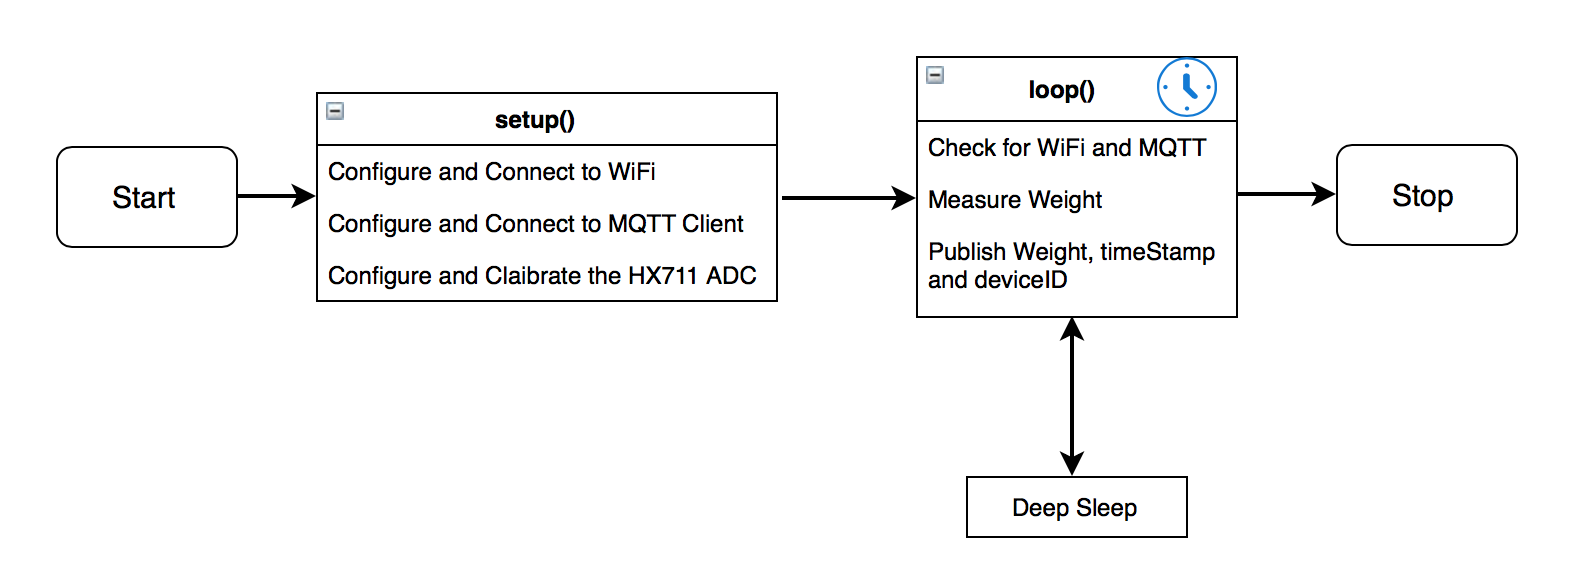 Start
setup()
Configure and Connect to WiFi
Configure and Connect to MQTT Client
Configure and Claibrate the HX711 ADC
loop()
Check for WiFi and MQTT
Measure Weight
Publish Weight, timeStamp
and deviceID
Stop
Deep Sleep